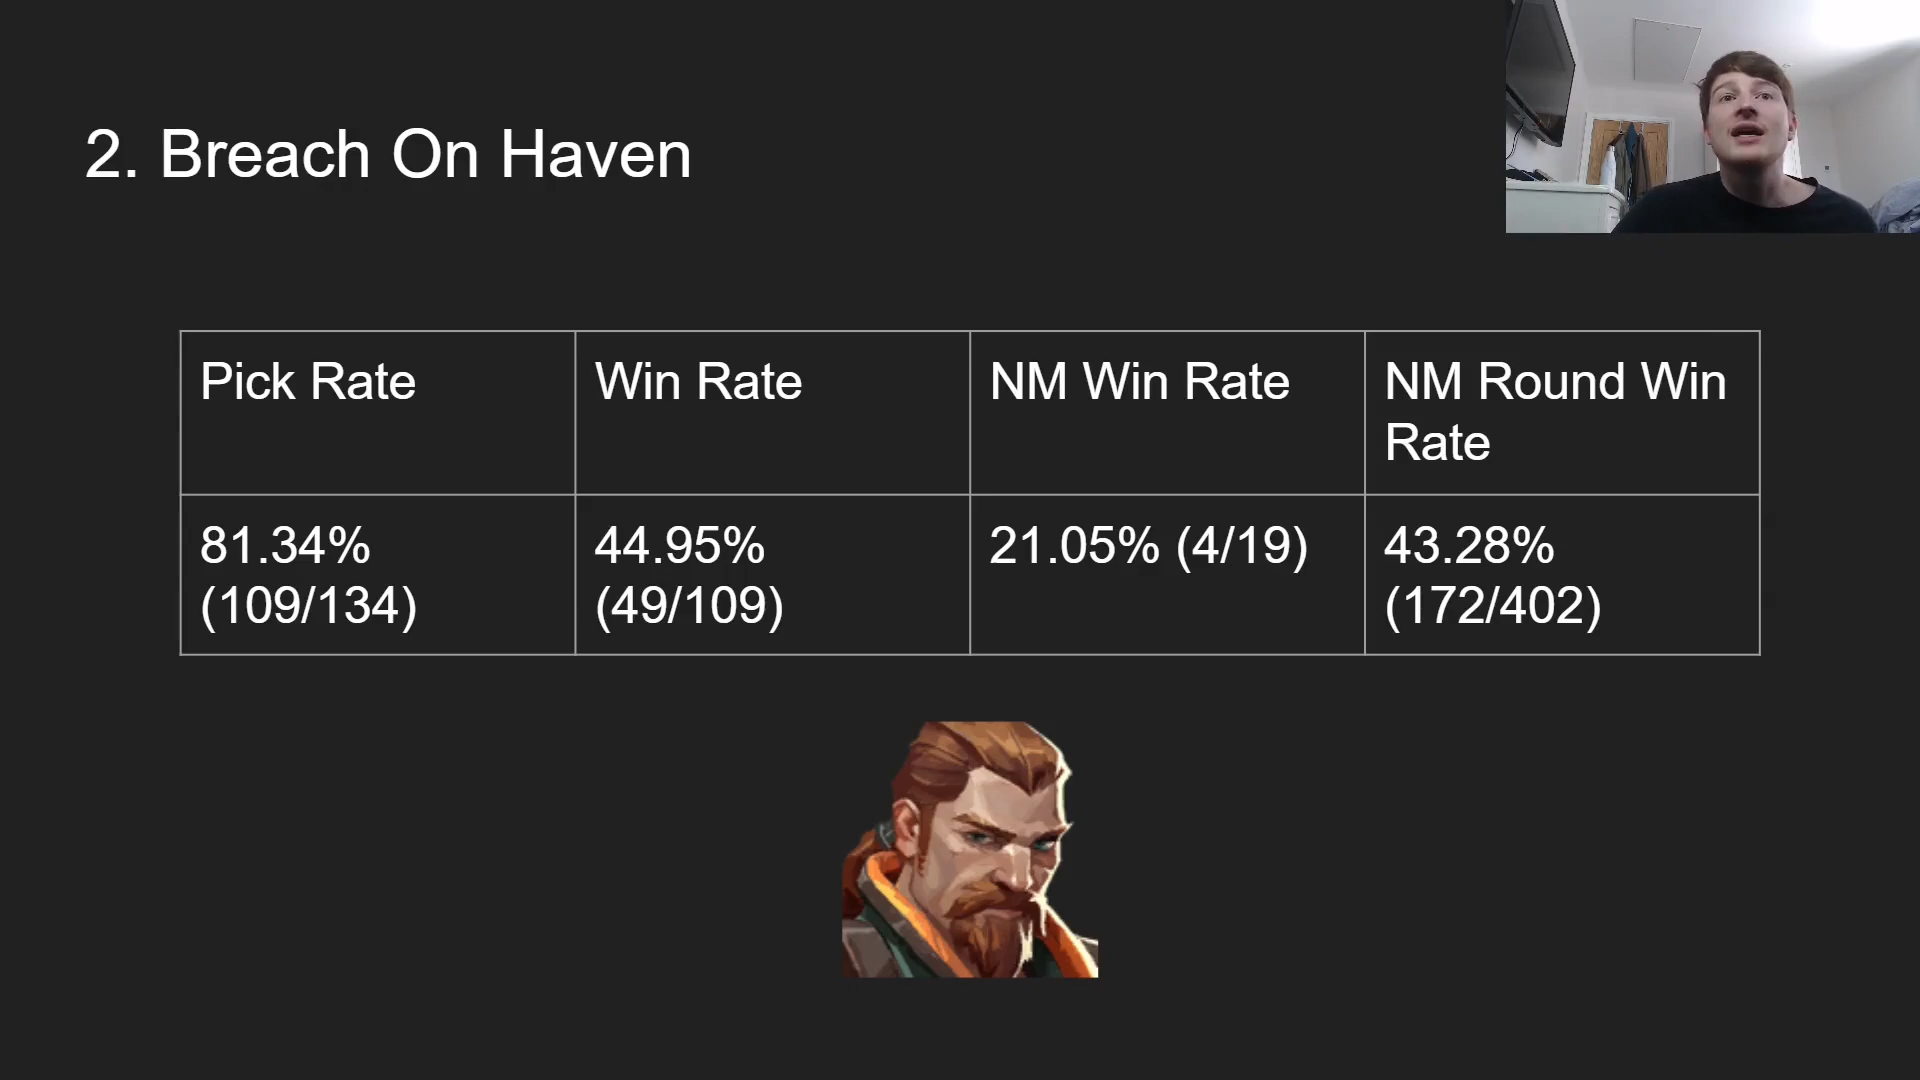 2. Breach On Haven
Pick Rate
Win Rate
NM Win Rate
NM Round Win
Rate
81.34%
(109/134)
44.95%
(49/109)
21.05% (4/19)
43.28%
(172/402)